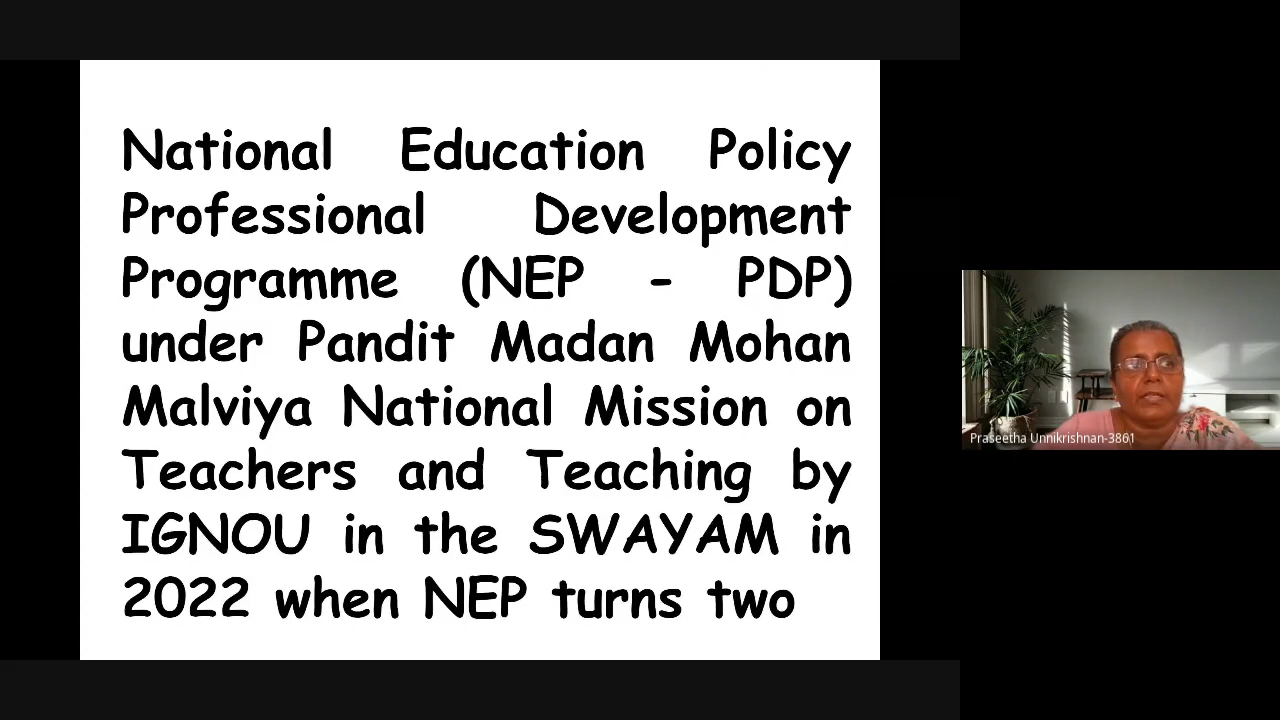 National Education Policy
Professional Development
Programme (NEP - PDP)
under Pandit Madan Mohan
Malviya National Mission on
Teachers and Teaching by
IGNOU in the SWAYAM in
2022 when NEP turns two
Praseetha Unnikrishnan-3861